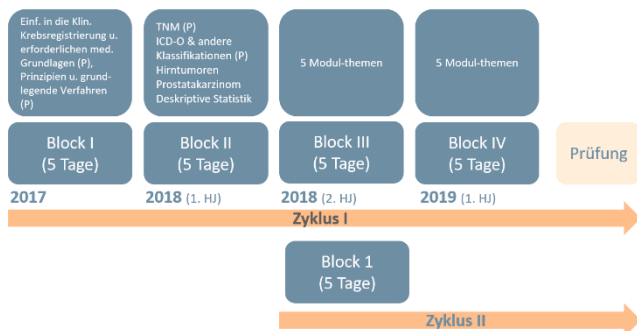 Einf. in die Klin.
Krebsregistrierung u.
erforderlichen med.
Grundlagen (P),
Prinzipien u. grund-
legende Verfahren
(P)
TNM (P)
ICD-O & andere
Klassifikationen (P)
Hirntumoren
Prostatakarzinom
Deskriptive Statistik
5 Modul-themen
5 Modul-themen
Block I
(5 Tage)
Block II
(5 Tage)
Block III
(5 Tage)
Block IV
(5 Tage)
Prüfung
2017
2018 (1. HJ)
2018 (2. HJ)
2019 (1. HJ)
Zyklus I
Block 1
(5 Tage)
Zyklus II